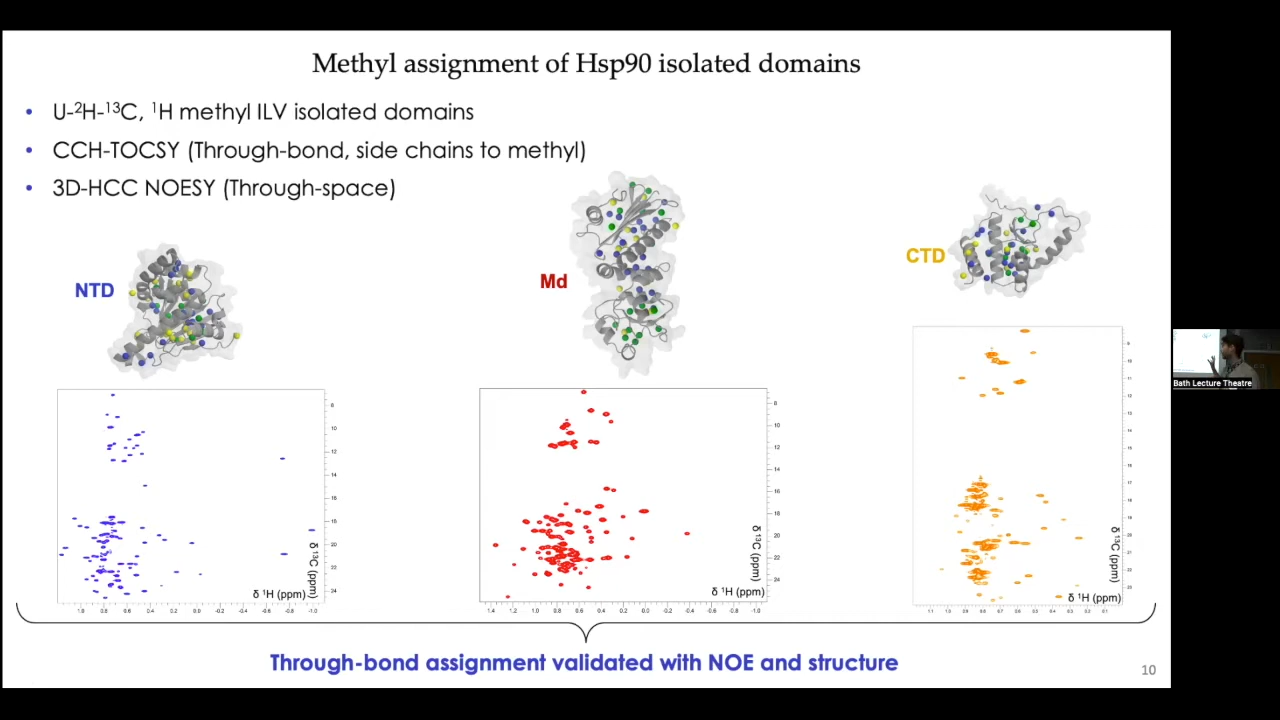 Methyl assignment of Hsp90 isolated domains
• U-²H-¹³C, ¹H methyl ILV isolated domains
• CCH-TOCSY (Through-bond, side chains to methyl)
• 3D-HCC NOESY (Through-space)
NTD
Md
CTD
δ ¹³C (ppm)
δ ¹H (ppm)
δ ¹³C (ppm)
δ ¹H (ppm)
δ ¹³C (ppm)
δ ¹H (ppm)
Through-bond assignment validated with NOE and structure
10
Bath Lecture Theatre